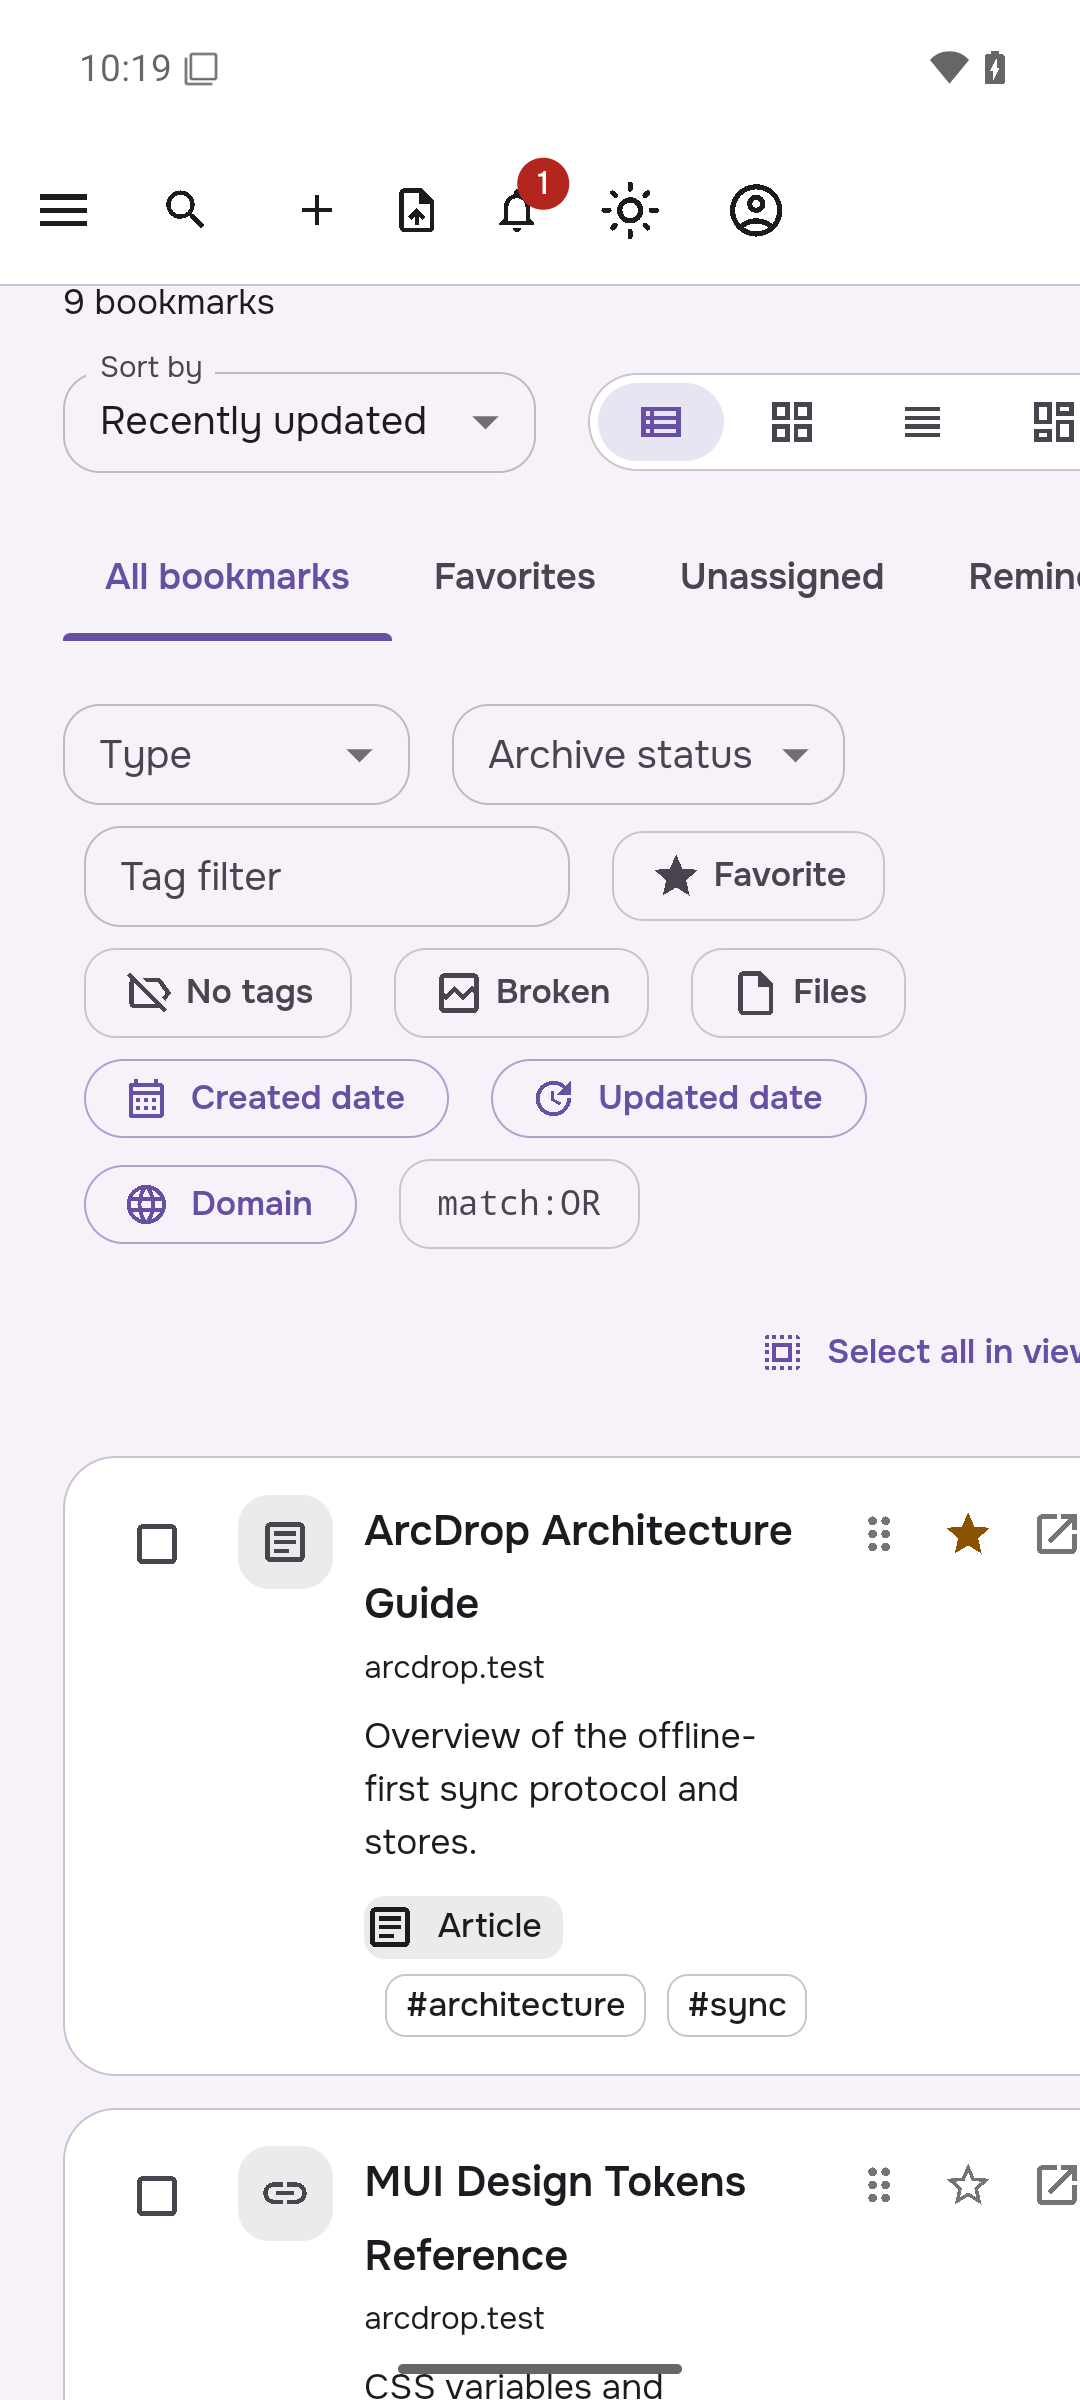 10:19
1
9 bookmarks
Sort by
Recently updated
All bookmarks Favorites Unassigned
Type Archive status
Tag filter Favorite
No tags Broken Files
Created date Updated date
Domain match:OR
Select all in
ArcDrop Architecture
Guide
arcdrop.test
Overview of the offline-
first sync protocol and
stores.
Article
#architecture #sync
MUI Design Tokens
Reference
arcdrop.test
CSS variables and